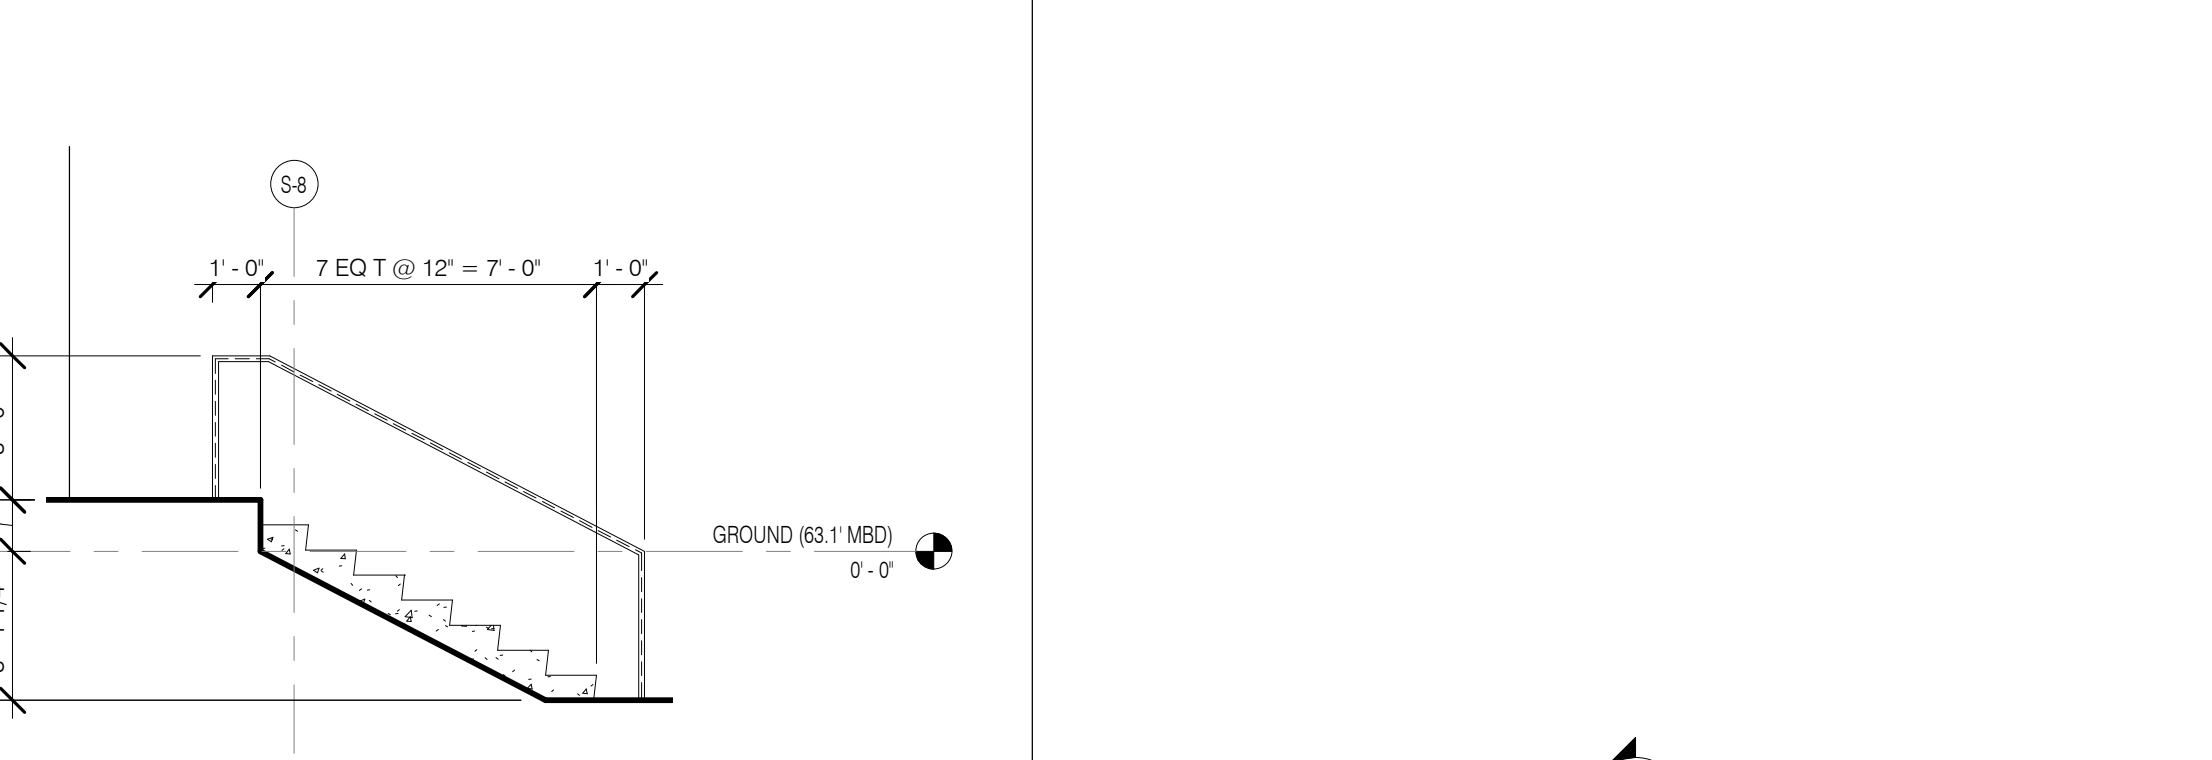 S-8
1' - 0"
7 EQ T @ 12" = 7' - 0"
1' - 0"
GROUND (63.1' MBD)
0' - 0"